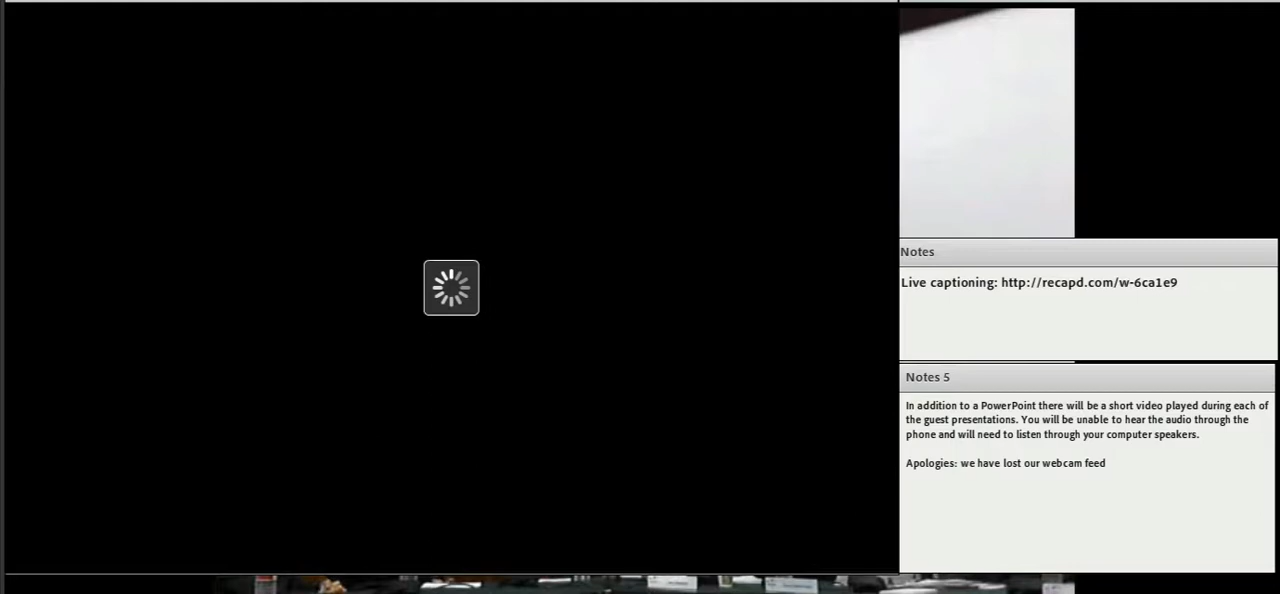 Notes
Live captioning: http://recapd.com/w-6ca1e9
Notes 5
In addition to a PowerPoint there will be a short video played during each of
the guest presentations. You will be unable to hear the audio through the
phone and will need to listen through your computer speakers.
Apologies: we have lost our webcam feed